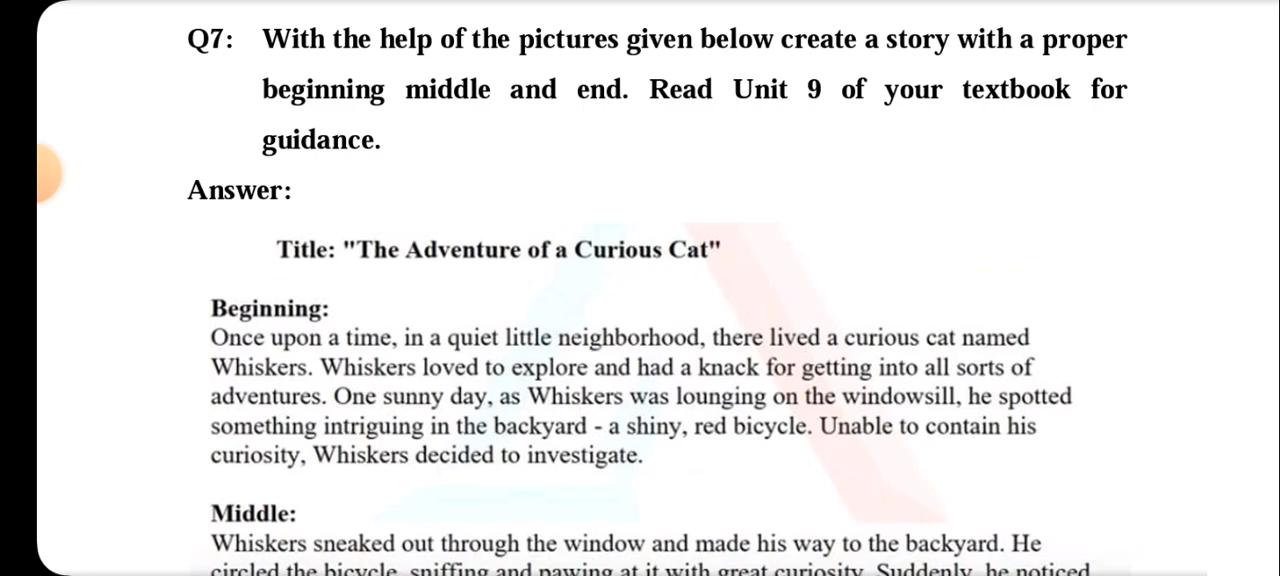 Q7: With the help of the pictures given below create a story with a proper
beginning middle and end. Read Unit 9 of your textbook for
guidance.
Answer:
Title: "The Adventure of a Curious Cat"
Beginning:
Once upon a time, in a quiet little neighborhood, there lived a curious cat named
Whiskers. Whiskers loved to explore and had a knack for getting into all sorts of
adventures. One sunny day, as Whiskers was lounging on the windowsill, he spotted
something intriguing in the backyard - a shiny, red bicycle. Unable to contain his
curiosity, Whiskers decided to investigate.
Middle:
Whiskers sneaked out through the window and made his way to the backyard. He
circled the bicycle, sniffing and pawing at it with great curiosity. Suddenly, he noticed